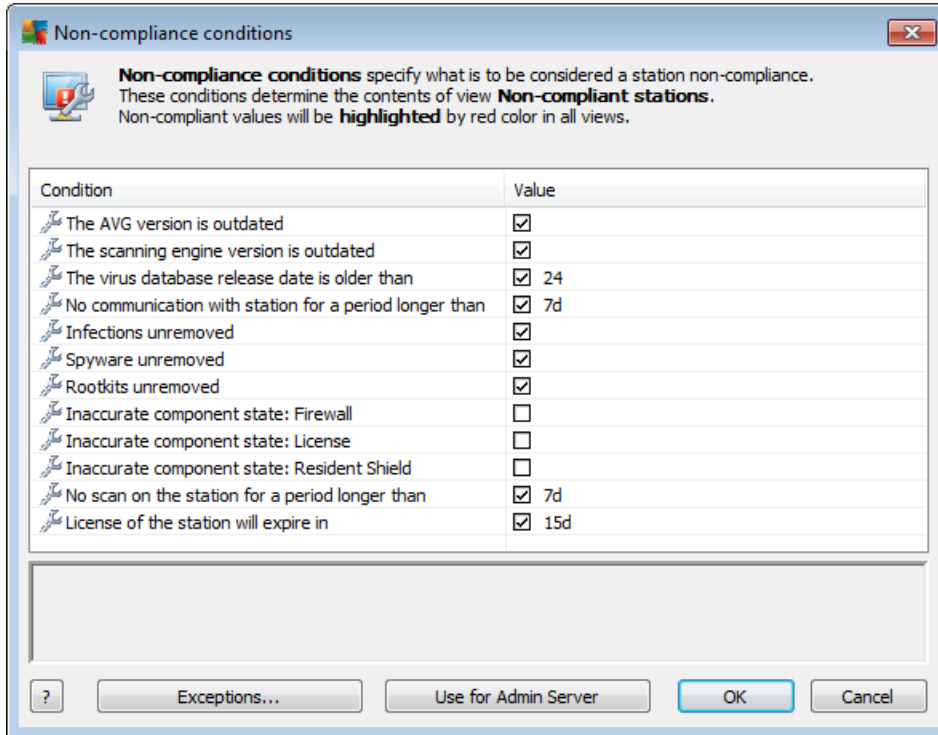 Non-compliance conditions
Non-compliance conditions specify what is to be considered a station non-compliance.
These conditions determine the contents of view Non-compliant stations.
Non-compliant values will be highlighted by red color in all views.
Condition Value
The AVG version is outdated
The scanning engine version is outdated
The virus database release date is older than 24
No communication with station for a period longer than 7d
Infections unremoved
Spyware unremoved
Rootkits unremoved
Inaccurate component state: Firewall
Inaccurate component state: License
Inaccurate component state: Resident Shield
No scan on the station for a period longer than 7d
License of the station will expire in 15d
? Exceptions... Use for Admin Server OK Cancel